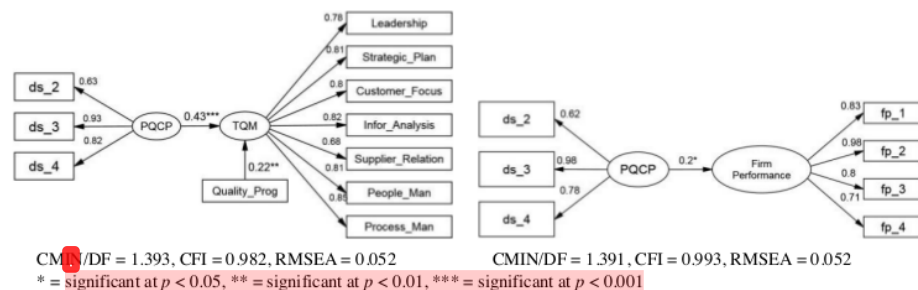 0.78
Leadership
0.81
Strategic_Plan
ds_2
0.63
0.8
Customer_Focus
ds_3
0.93
PQCP
0.43***
TQM
0.82
Infor_Analysis
ds_4
0.82
0.68
Supplier_Relation
0.22**
0.81
People_Man
Quality_Prog
0.85
Process_Man
ds_2
0.62
0.83
fp_1
0.98
fp_2
ds_3
0.98
PQCP
0.2*
Firm
Performance
0.8
fp_3
ds_4
0.78
0.71
fp_4
CMIN/DF = 1.393, CFI = 0.982, RMSEA = 0.052
CMIN/DF = 1.391, CFI = 0.993, RMSEA = 0.052
* = significant at p < 0.05, ** = significant at p < 0.01, *** = significant at p < 0.001